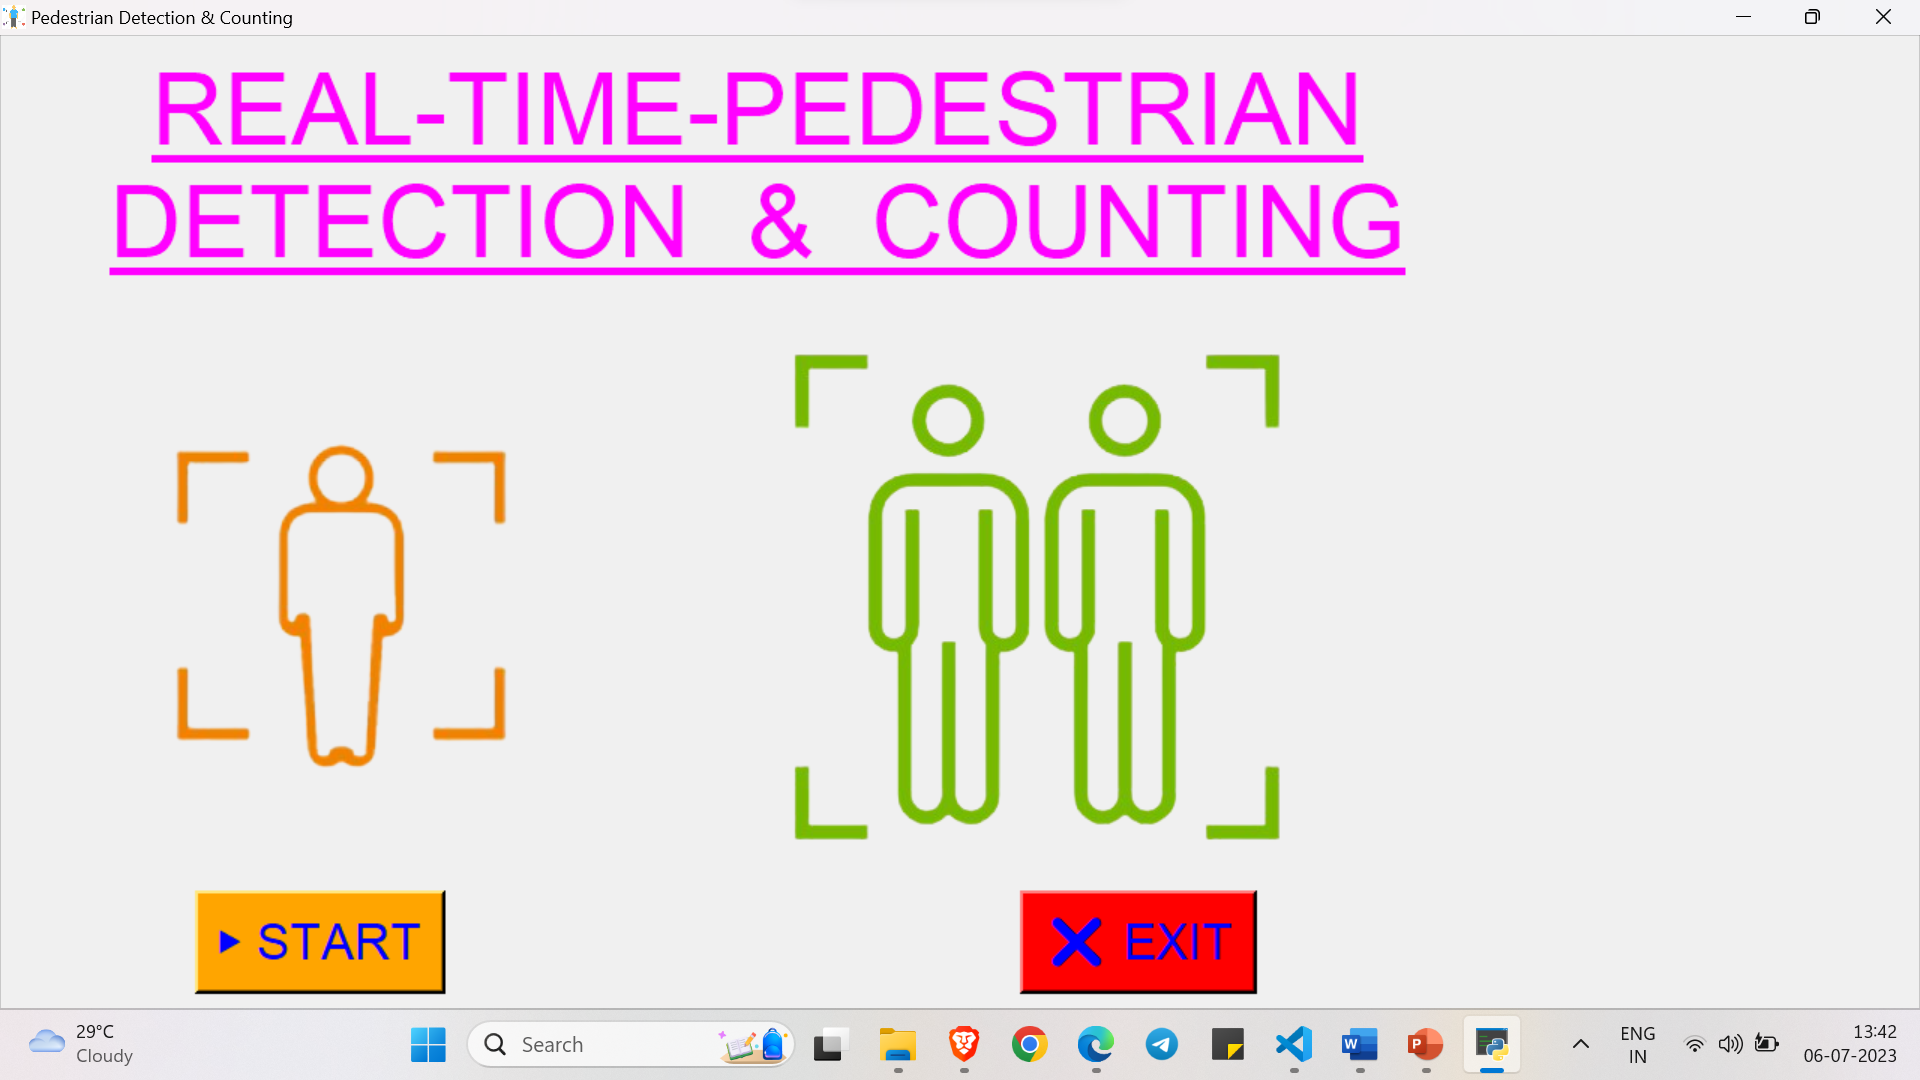 Pedestrian Detection & Counting
REAL-TIME-PEDESTRIAN
DETECTION & COUNTING
START
EXIT
29°C
Cloudy
Search
ENG
IN
13:42
06-07-2023